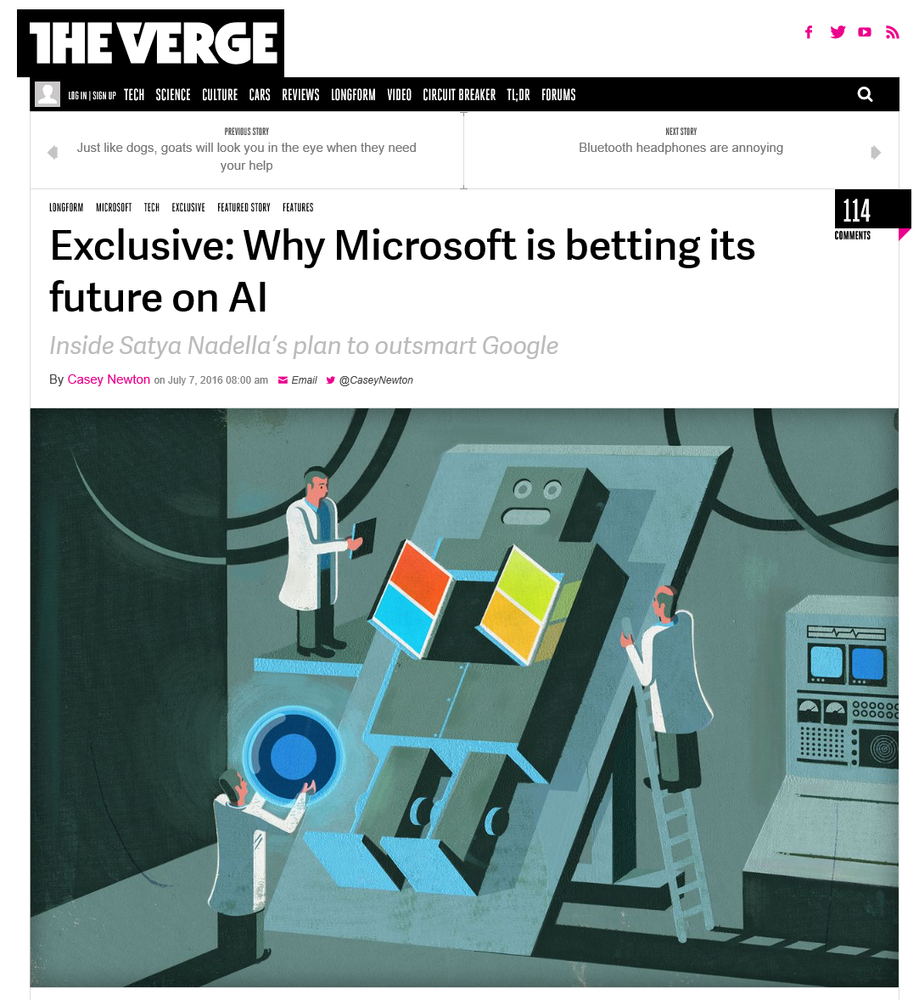 THE VERGE
LOG IN | SIGN UP TECH SCIENCE CULTURE CARS REVIEWS LONGFORM VIDEO CIRCUIT BREAKER TL;DR FORUMS
PREVIOUS STORY
Just like dogs, goats will look you in the eye when they need
your help
NEXT STORY
Bluetooth headphones are annoying
LONGFORM MICROSOFT TECH EXCLUSIVE FEATURED STORY FEATURES
114
COMMENTS
Exclusive: Why Microsoft is betting its
future on AI
Inside Satya Nadella's plan to outsmart Google
By Casey Newton on July 7, 2016 08:00 am Email @CaseyNewton